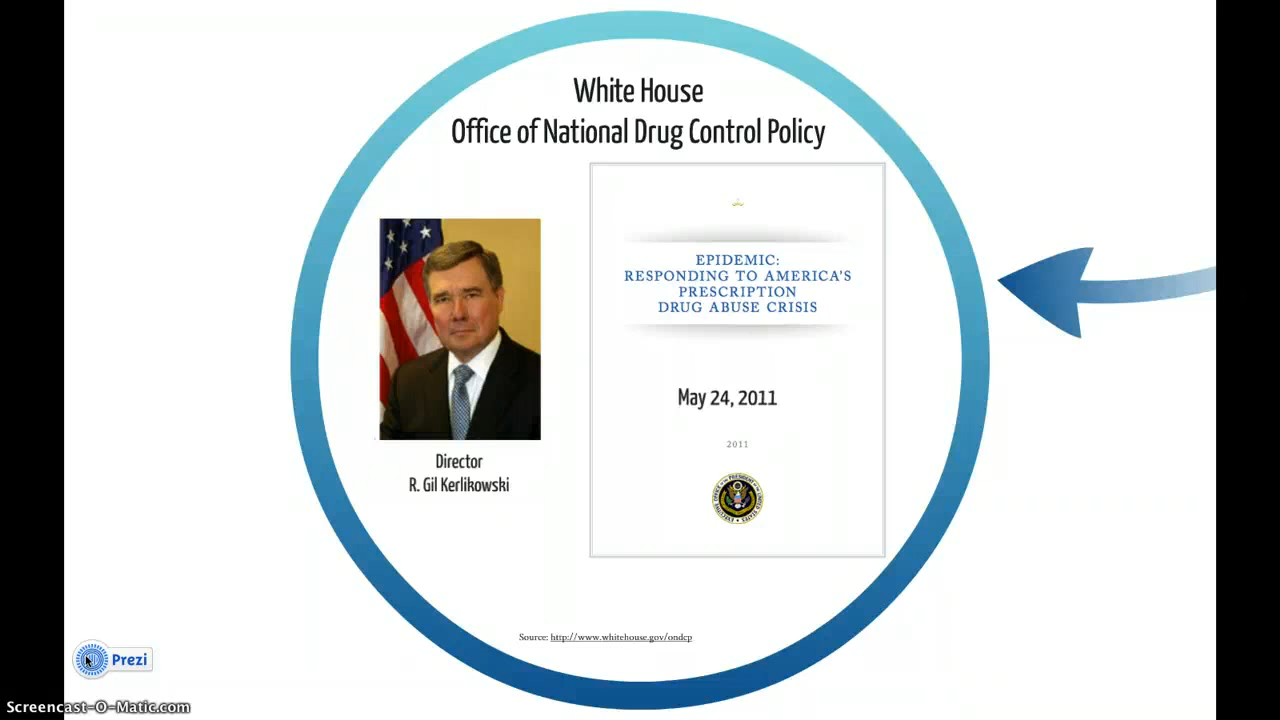 White House
Office of National Drug Control Policy
EPIDEMIC:
RESPONDING TO AMERICA'S
PRESCRIPTION
DRUG ABUSE CRISIS
May 24, 2011
2011
Director
R. Gil Kerlikowski
Source: http://www.whitehouse.gov/ondcp
Prezi
Screencast-O-Matic.com